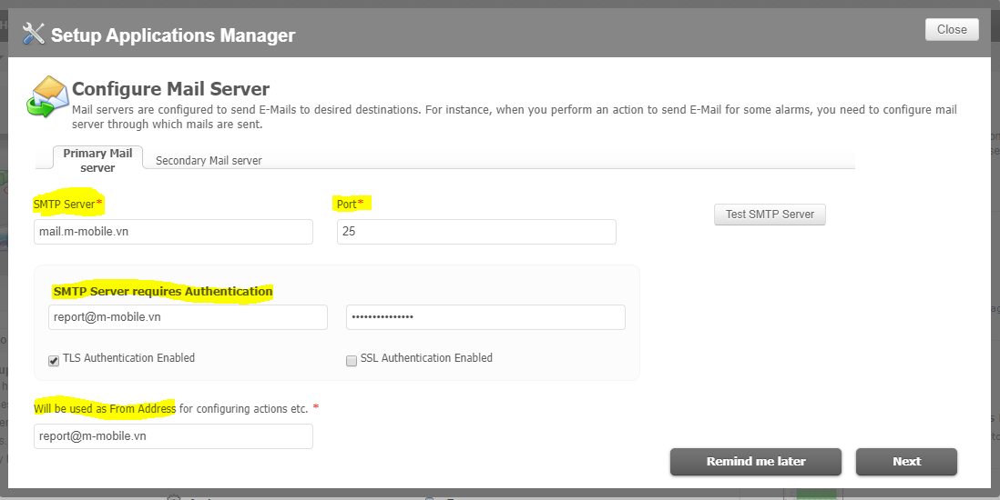 Setup Applications Manager
Close
Configure Mail Server
Mail servers are configured to send E-Mails to desired destinations. For instance, when you perform an action to send E-Mail for some alarms, you need to configure mail
server through which mails are sent.
Primary Mail
server
Secondary Mail server
SMTP Server*
Port*
mail.m-mobile.vn
25
Test SMTP Server
SMTP Server requires Authentication
report@m-mobile.vn
•••••••••••••••
TLS Authentication Enabled
SSL Authentication Enabled
Will be used as From Address for configuring actions etc. *
report@m-mobile.vn
Remind me later
Next